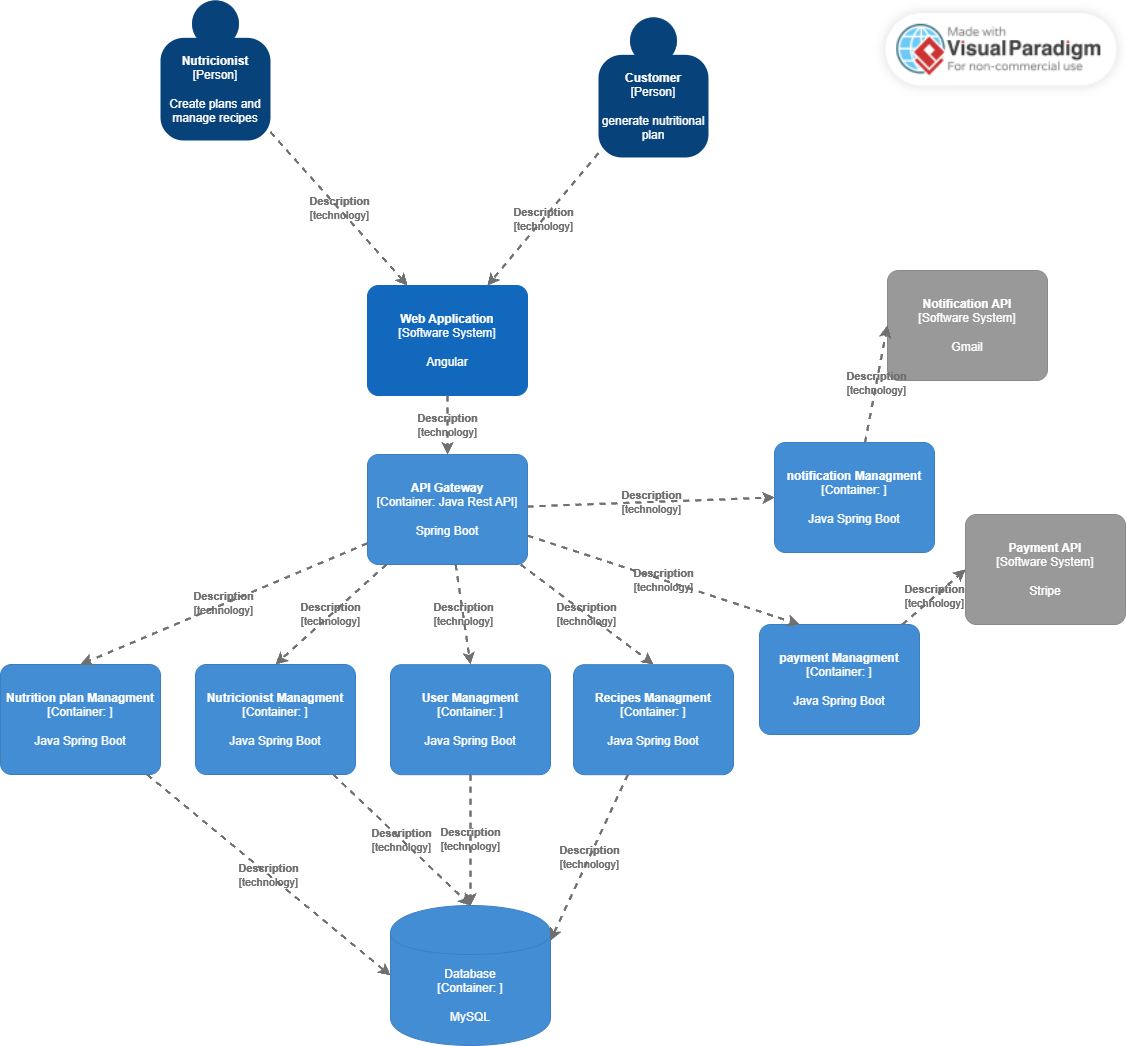 Nutricionist
[Person]
Create plans and
manage recipes
Customer
[Person]
generate nutritional
plan
Made with
Visual Paradigm
For non-commercial use
Description
[technology]
Description
[technology]
Web Application
[Software System]
Angular
Notification API
[Software System]
Gmail
Description
[technology]
Description
[technology]
API Gateway
[Container: Java Rest API]
Spring Boot
Description
[technology]
notification Managment
[Container: ]
Java Spring Boot
Payment API
[Software System]
Stripe
Description
[technology]
Description
[technology]
Description
[technology]
Description
[technology]
Description
[technology]
Description
[technology]
Nutrition plan Managment
[Container: ]
Java Spring Boot
Nutricionist Managment
[Container: ]
Java Spring Boot
User Managment
[Container: ]
Java Spring Boot
Recipes Managment
[Container: ]
Java Spring Boot
payment Managment
[Container: ]
Java Spring Boot
Description
[technology]
Description
[technology]
Description
[technology]
Description
[technology]
Database
[Container: ]
MySQL